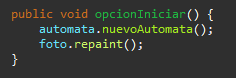 public void opcionIniciar() {
    automata.nuevoAutomata();
    foto.repaint();
}